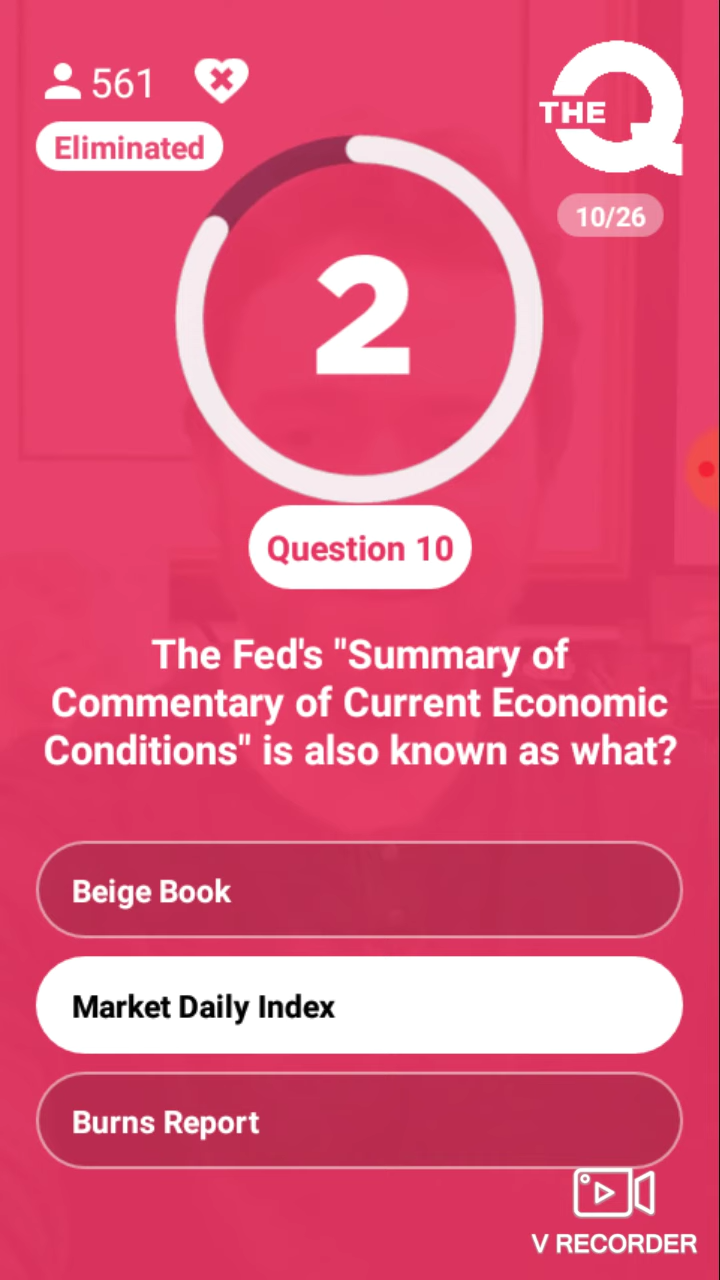 561
THE Q
Eliminated
10/26
2
Question 10
The Fed's "Summary of
Commentary of Current Economic
Conditions" is also known as what?
Beige Book
Market Daily Index
Burns Report
V RECORDER